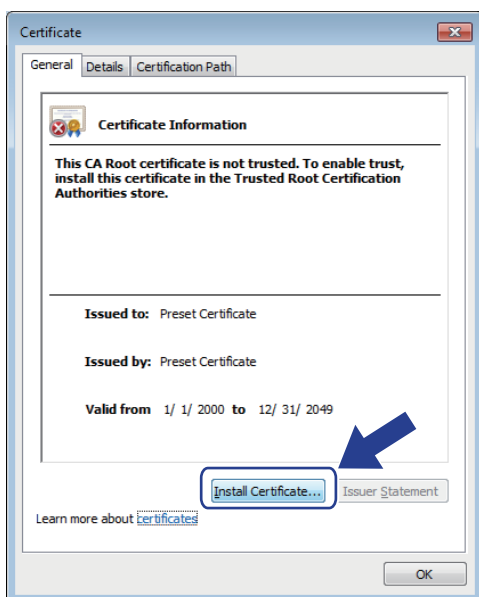 Certificate
General Details Certification Path
Certificate Information
This CA Root certificate is not trusted. To enable trust,
install this certificate in the Trusted Root Certification
Authorities store.
Issued to: Preset Certificate
Issued by: Preset Certificate
Valid from 1/ 1/ 2000 to 12/ 31/ 2049
Install Certificate... Issuer Statement
Learn more about certificates
OK